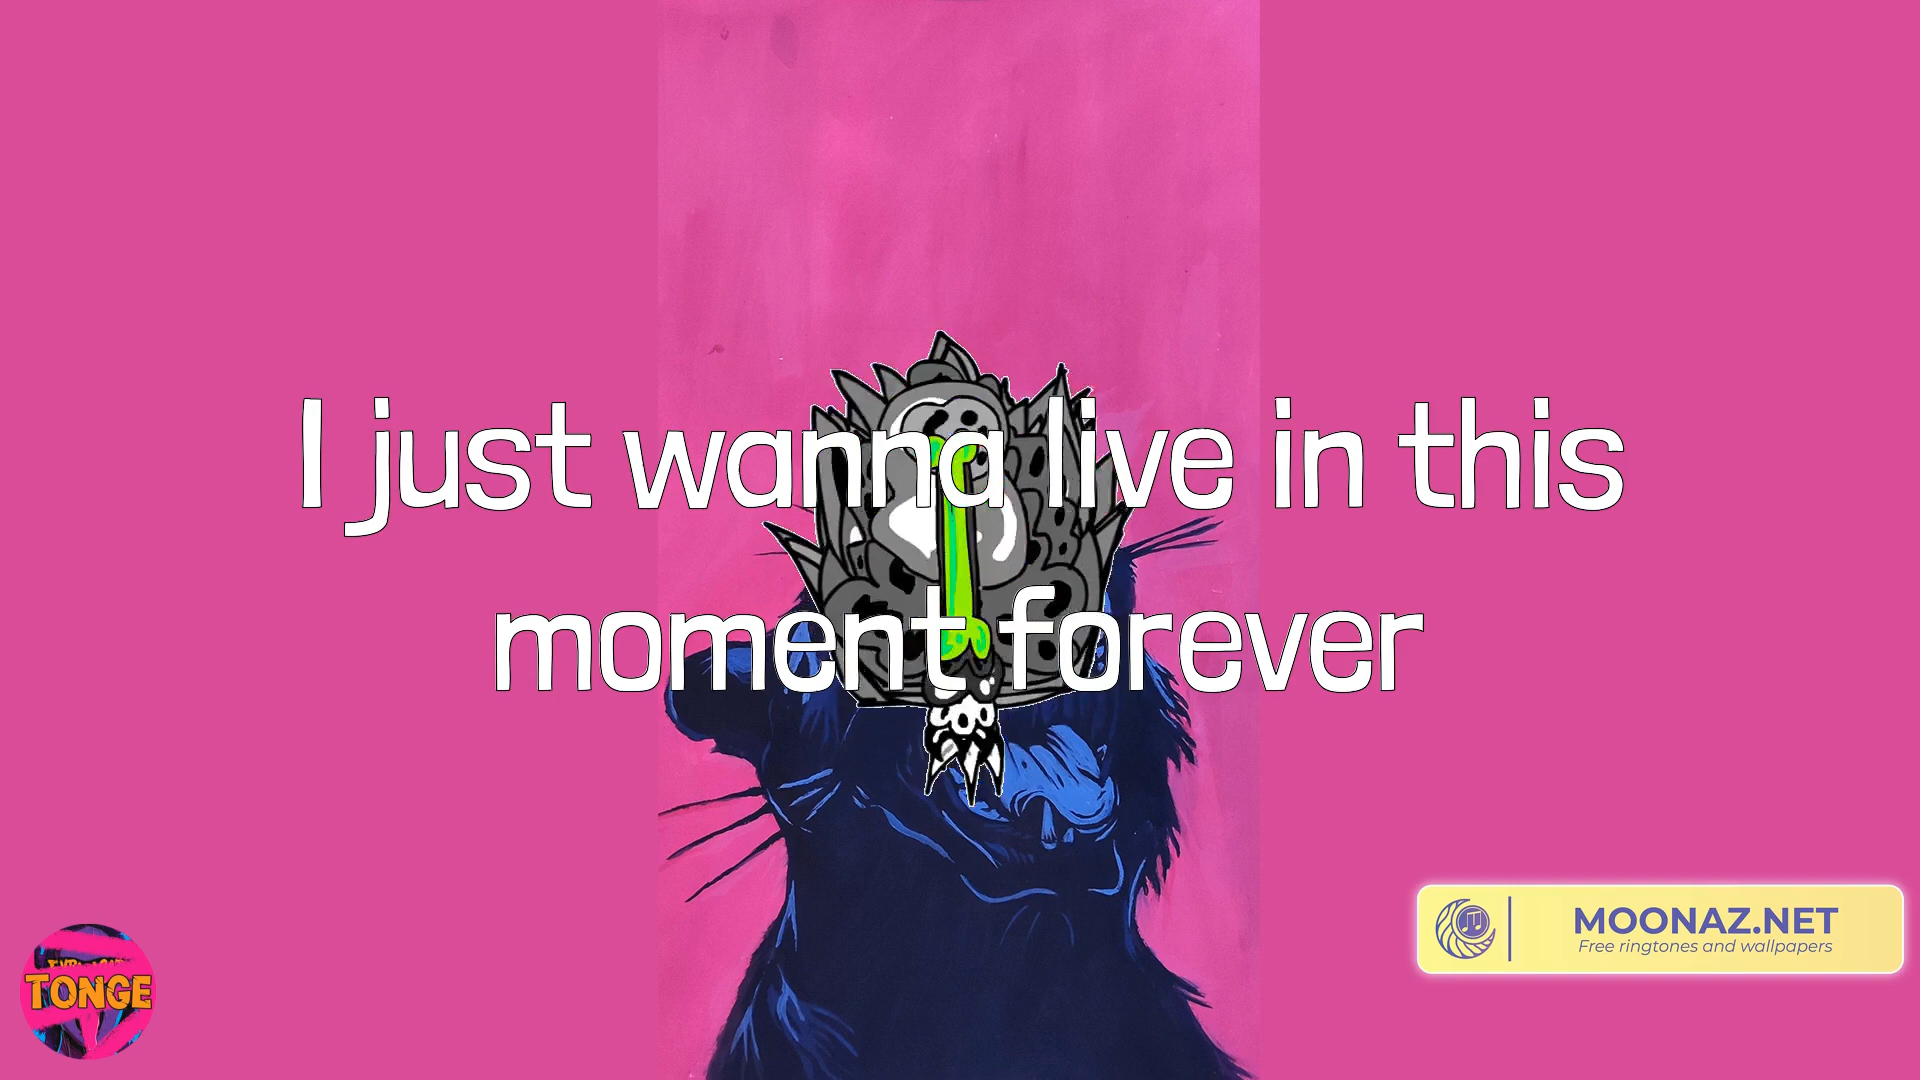 I just wanna live in this
moment forever
TONGE
MOONAZ.NET
Free ringtones and wallpapers